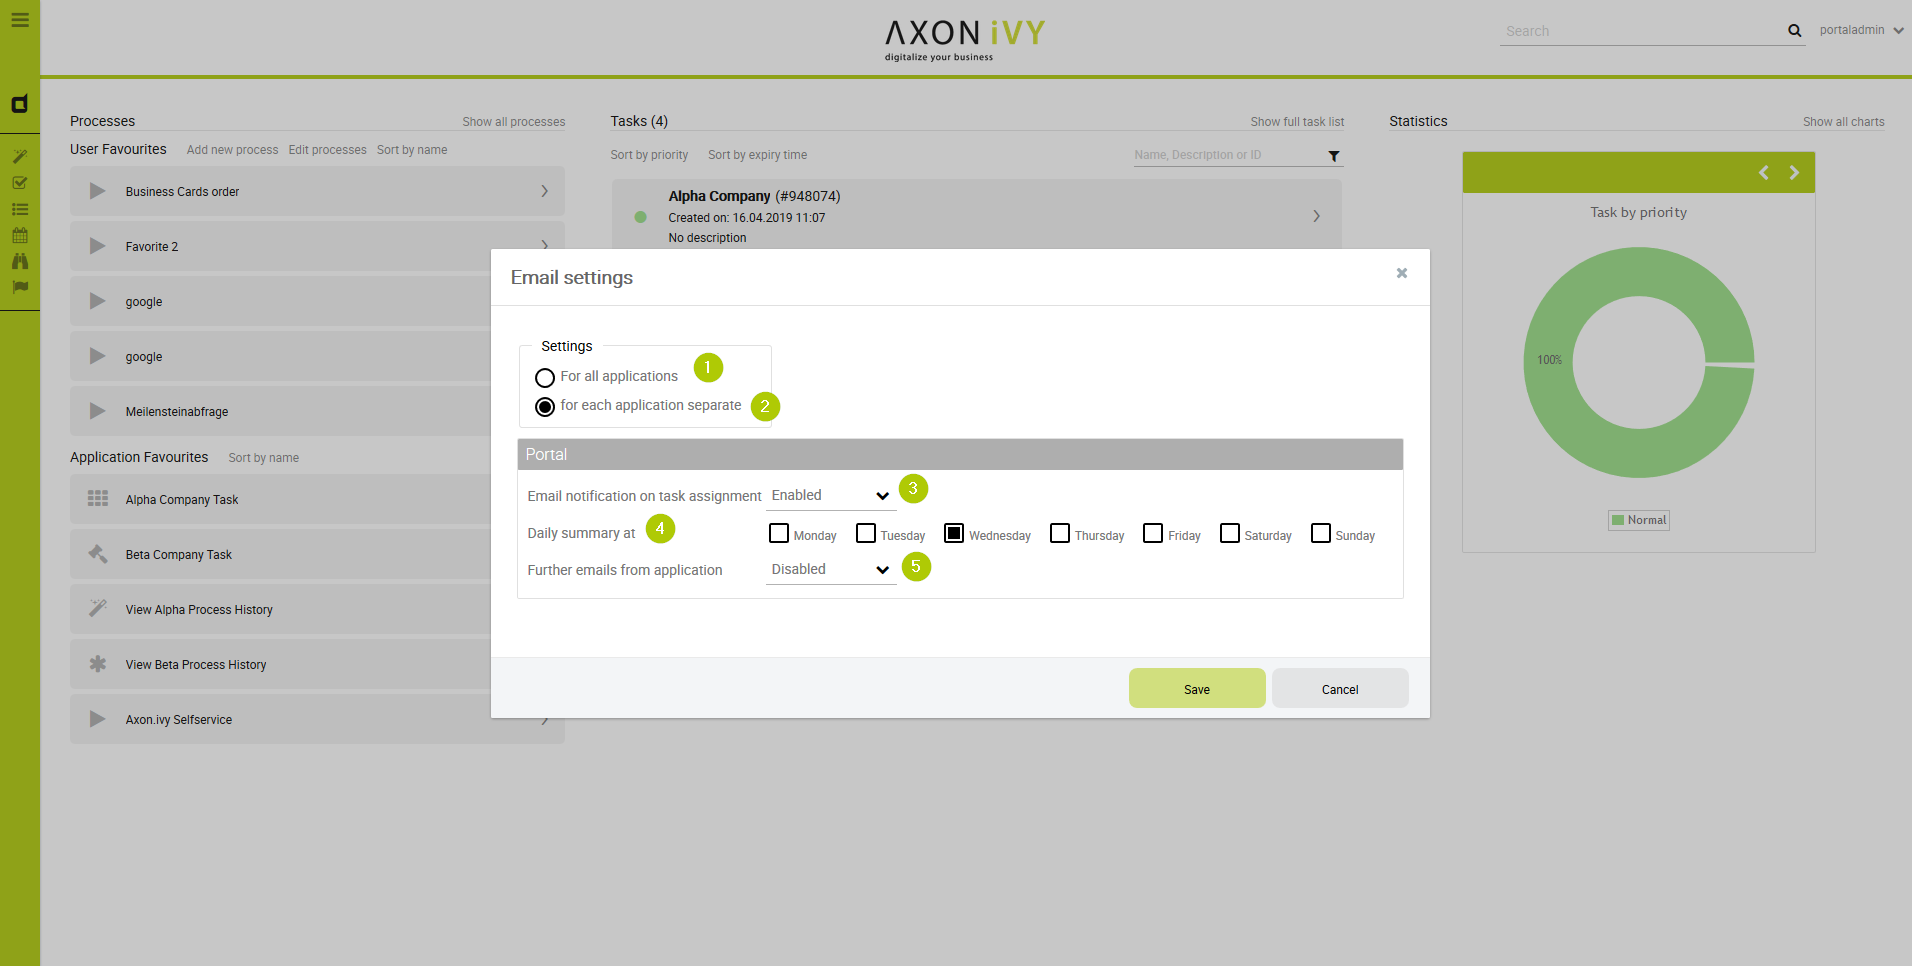 AXON iVY
digitalize your business
Search
portaladmin
Processes
Show all processes
User Favourites
Add new process
Edit processes
Sort by name
Business Cards order
Favorite 2
google
google
Meilensteinabfrage
Application Favourites
Sort by name
Alpha Company Task
Beta Company Task
View Alpha Process History
View Beta Process History
Axon.ivy Selfservice
Tasks (4)
Show full task list
Sort by priority
Sort by expiry time
Name, Description or ID
Alpha Company (#948074)
Created on: 16.04.2019 11:07
No description
Statistics
Show all charts
Task by priority
100%
Normal
Email settings
Settings
For all applications
1
for each application separate
2
Portal
Email notification on task assignment Enabled
3
Daily summary at
4
Monday Tuesday Wednesday Thursday Friday Saturday Sunday
Further emails from application Disabled
5
Save
Cancel